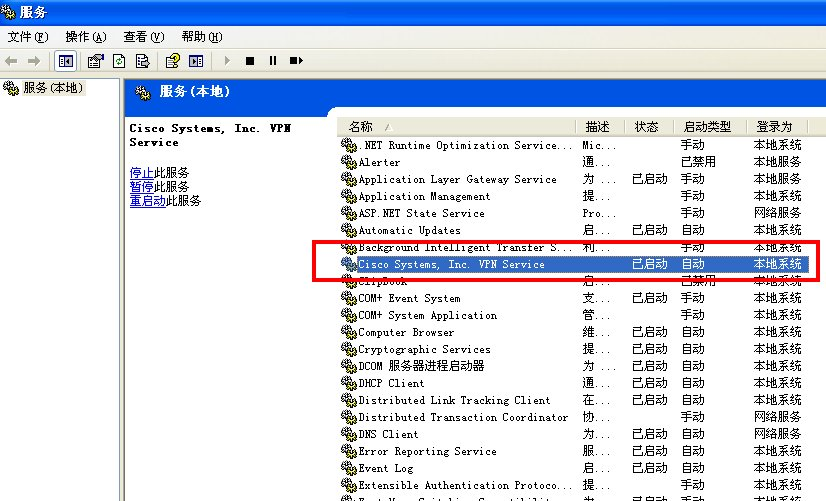 服务
文件(F) 操作(A) 查看(V) 帮助(H)
服务(本地)
服务(本地)
Cisco Systems, Inc. VPN
Service
停止此服务
暂停此服务
重启动此服务
名称 描述 状态 启动类型 登录为
.NET Runtime Optimization Service... Mic... 手动 本地系统
Alerter 通... 已禁用 本地服务
Application Layer Gateway Service 为 ... 已启动 手动 本地服务
Application Management 提... 手动 本地系统
ASP.NET State Service Pro... 手动 网络服务
Automatic Updates 启... 已启动 自动 本地系统
Background Intelligent Transfer S... 利... 手动 本地系统
Cisco Systems, Inc. VPN Service 已启动 自动 本地系统
ClipBook 启... 已禁用 本地系统
COM+ Event System 支... 已启动 手动 本地系统
COM+ System Application 管... 手动 本地系统
Computer Browser 维... 已启动 自动 本地系统
Cryptographic Services 提... 已启动 自动 本地系统
DCOM 服务器进程启动器 为 ... 已启动 自动 本地系统
DHCP Client 通... 已启动 自动 本地系统
Distributed Link Tracking Client 在... 已启动 自动 本地系统
Distributed Transaction Coordinator 协... 手动 网络服务
DNS Client 为... 已启动 自动 网络服务
Error Reporting Service 服... 已启动 自动 本地系统
Event Log 启... 已启动 自动 本地系统
Extensible Authentication Protoco... 提... 手动 本地系统